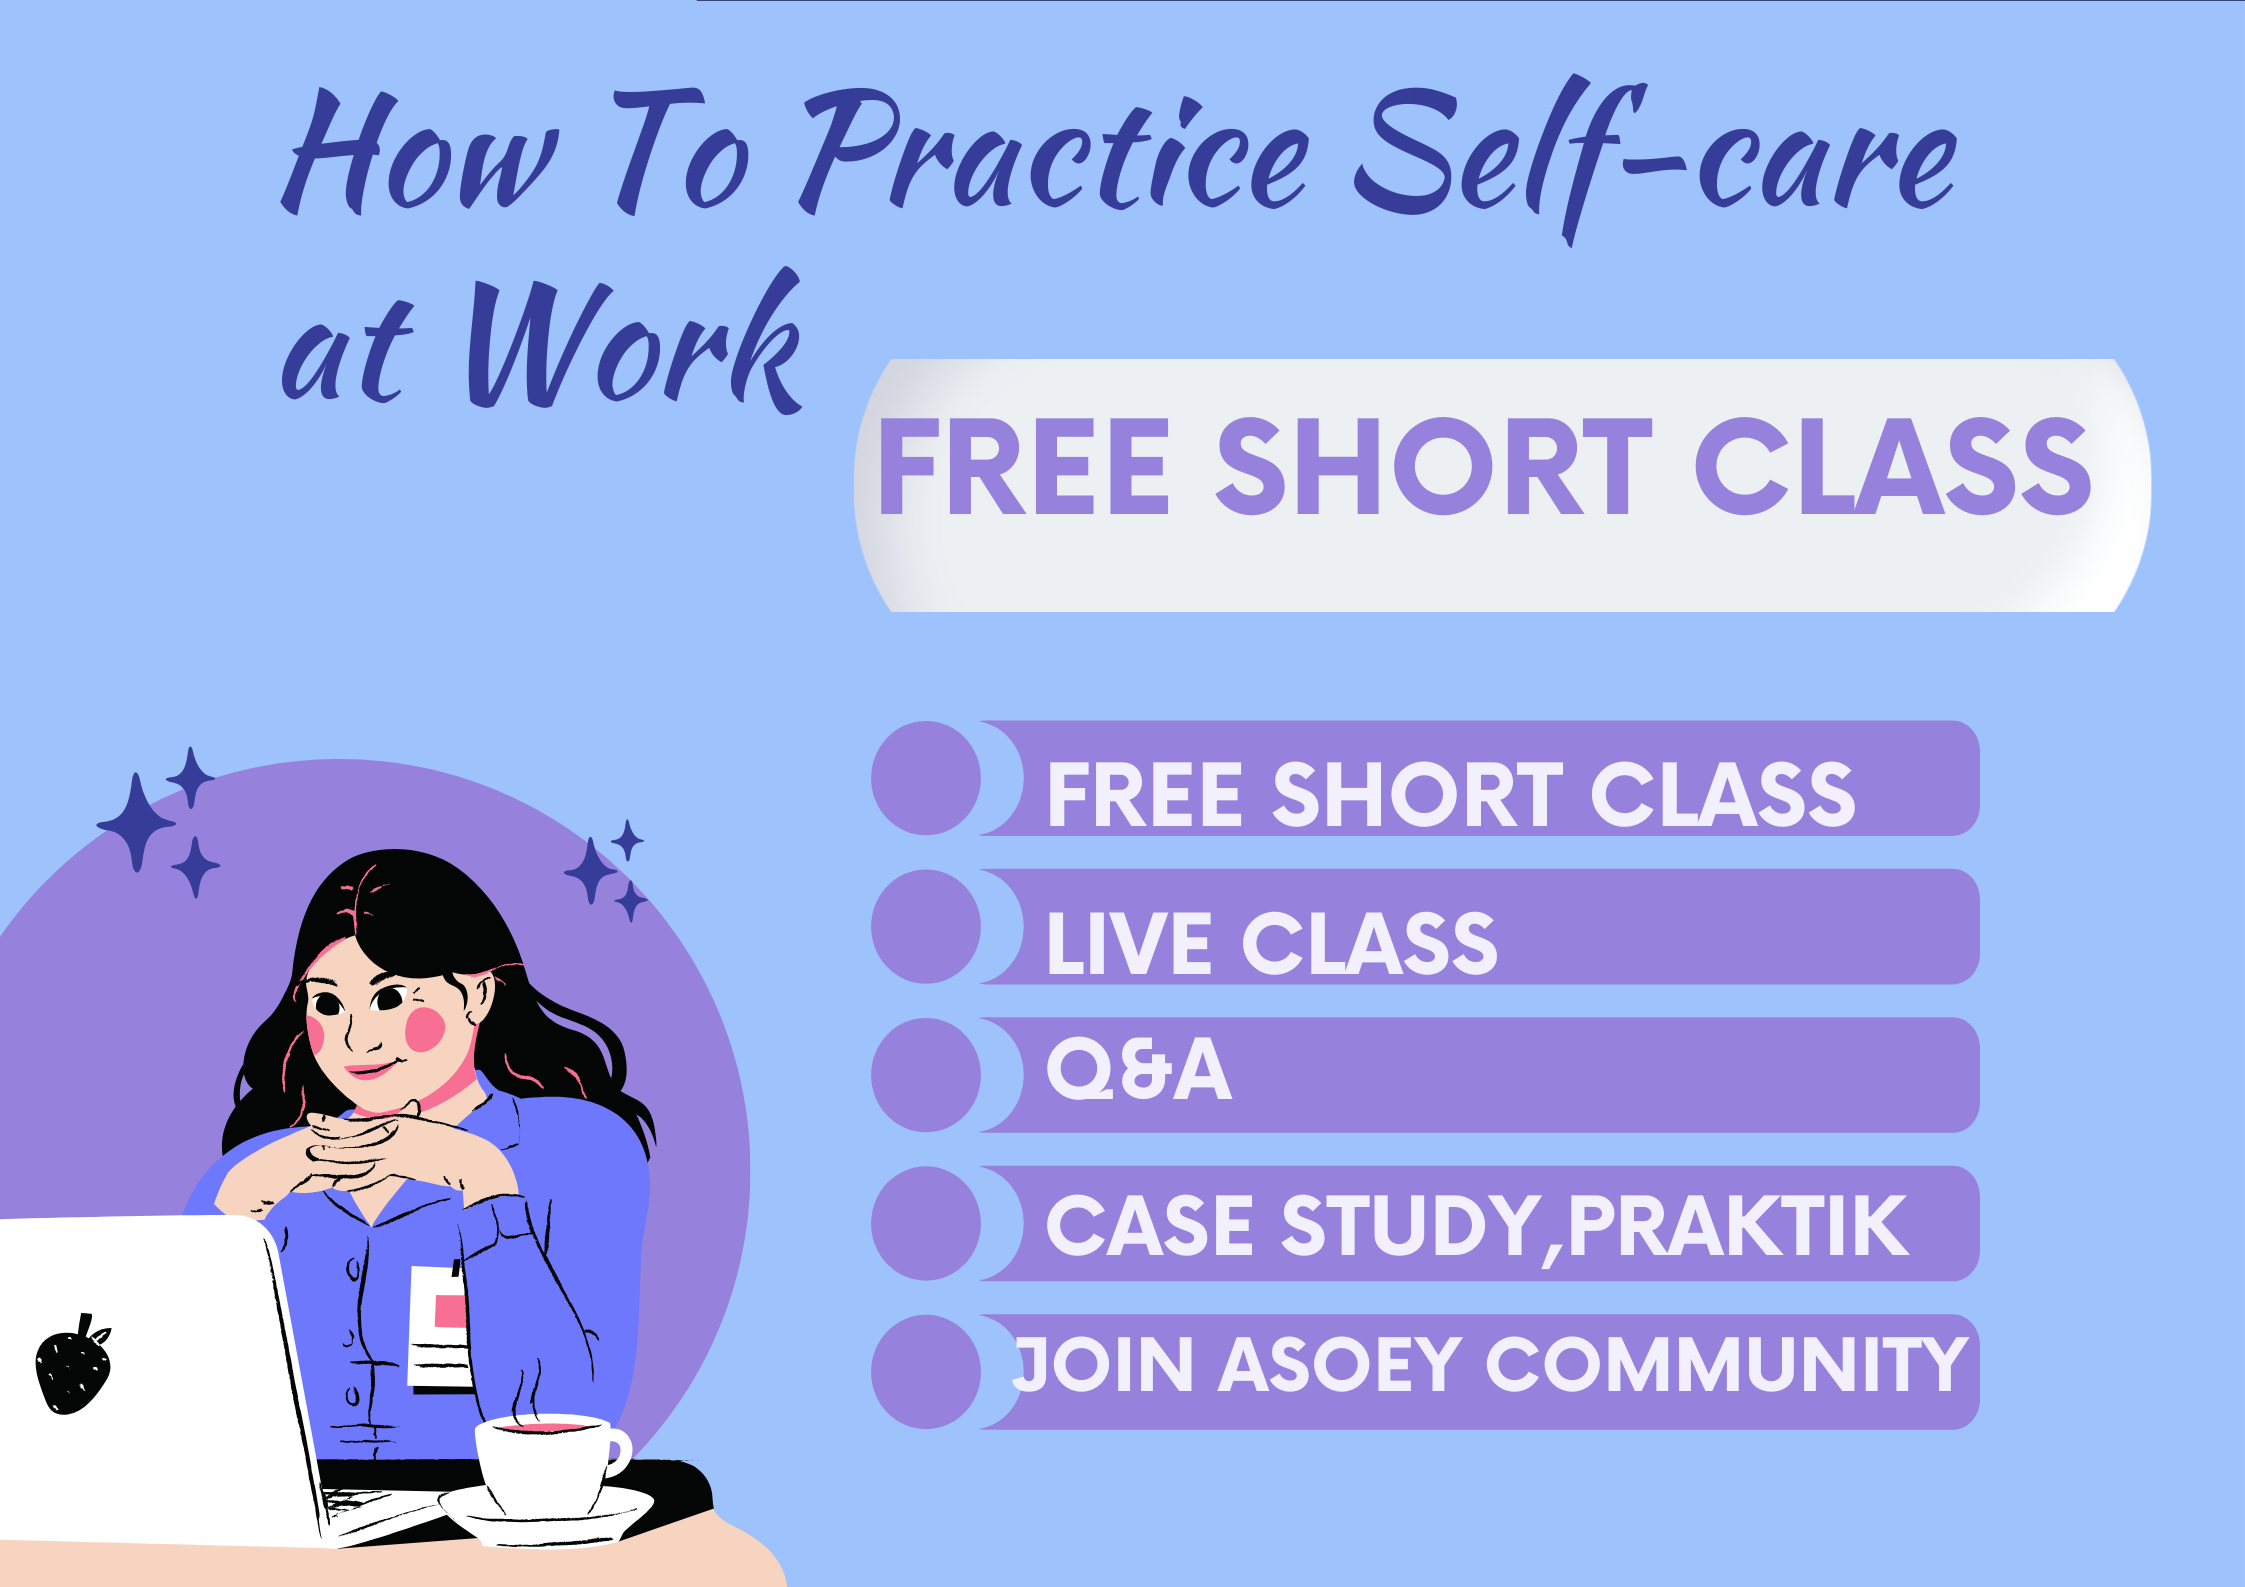 How To Practice Self-care
at Work
FREE SHORT CLASS
FREE SHORT CLASS
LIVE CLASS
Q&A
CASE STUDY,PRAKTIK
JOIN ASOEY COMMUNITY